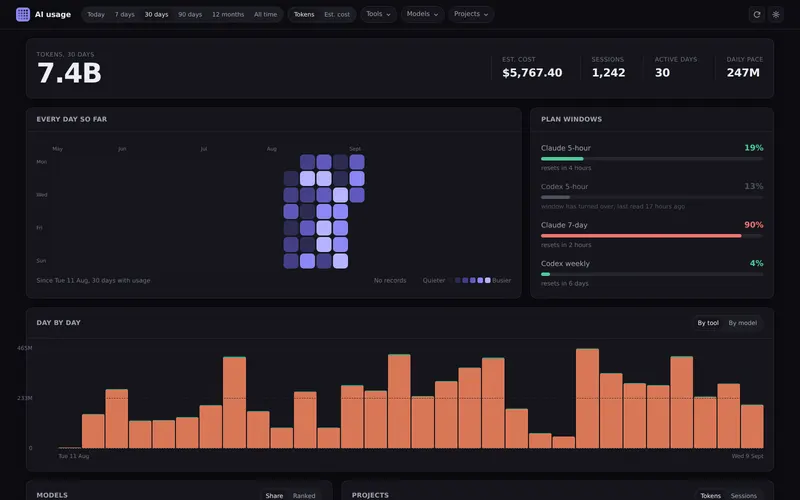 AI usage
Today 7 days 30 days 90 days 12 months All time
Tokens Est. cost
Tools
Models
Projects
TOKENS, 30 DAYS
7.4B
EST. COST
$5,767.40
SESSIONS
1,242
ACTIVE DAYS
30
DAILY PACE
247M
EVERY DAY SO FAR
May Jun Jul Aug Sept
Mon
Wed
Fri
Sun
Since Tue 11 Aug, 30 days with usage
No records
Quieter Busier
PLAN WINDOWS
Claude 5-hour 19%
resets in 4 hours
Codex 5-hour 13%
window has turned over, last read 17 hours ago
Claude 7-day 90%
resets in 2 hours
Codex weekly 4%
resets in 6 days
DAY BY DAY
By tool By model
465M
233M
0
Tue 11 Aug Wed 9 Sept
MODELS
Share Ranked
PROJECTS
Tokens Sessions